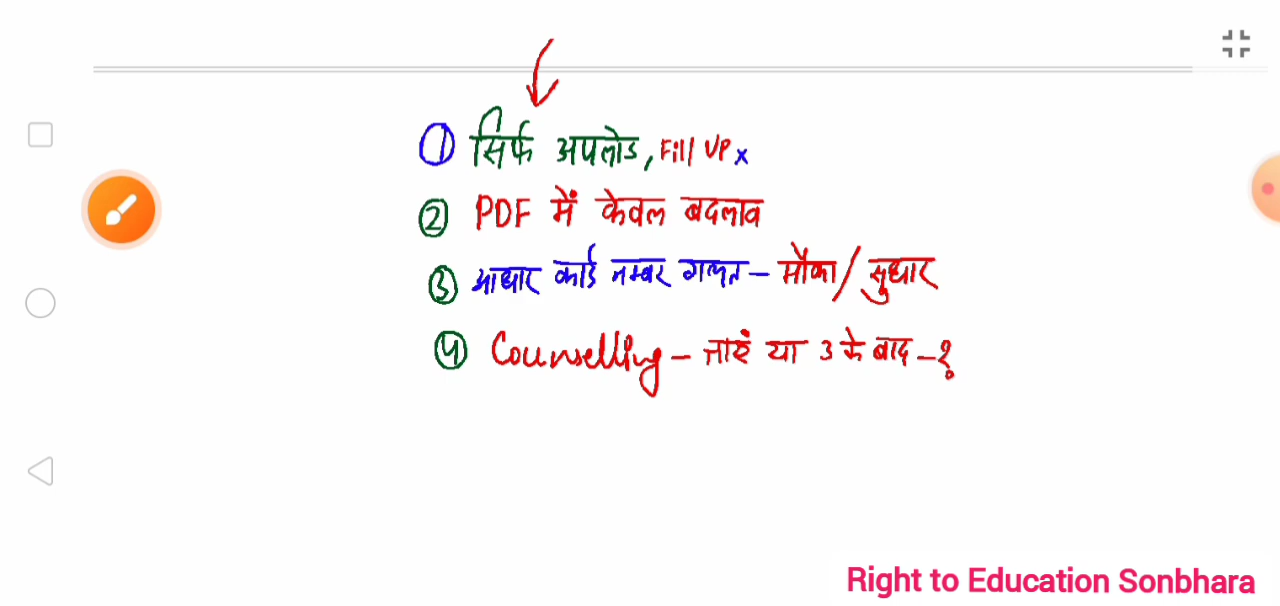 ① सिर्फ अपलोड, Fill UP x
② PDF में केवल बदलाव
③ आधार कार्ड नम्बर गलत – मौका/सुधार
④ Counselling – जाएं या 3 के बाद – ?
Right to Education Sonbhara